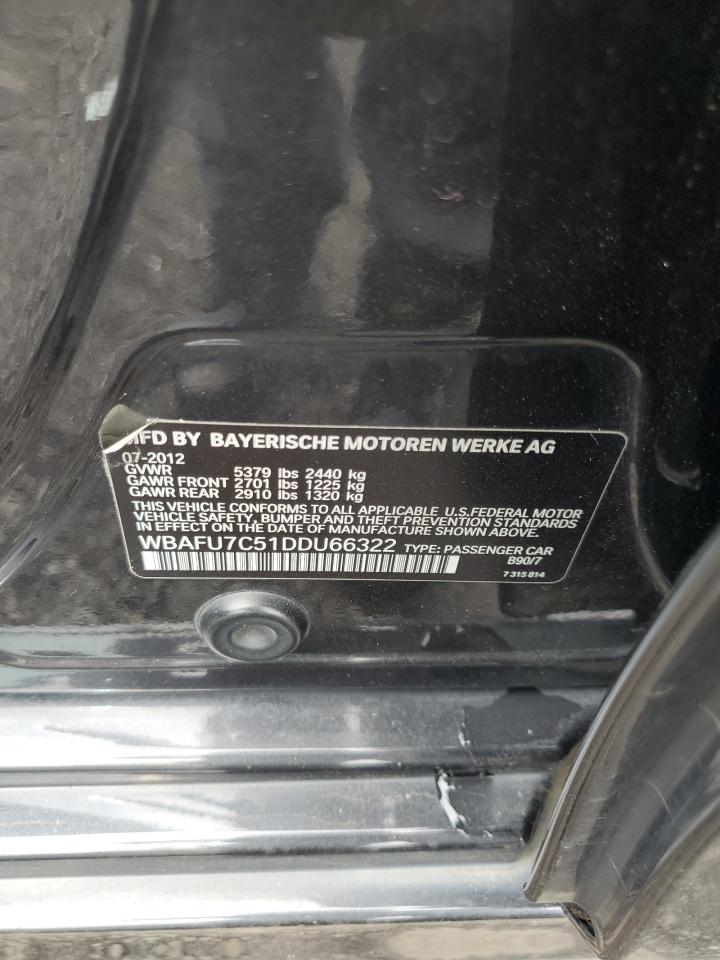 MFD BY BAYERISCHE MOTOREN WERKE AG
07-2012
GVWR 5379 lbs 2440 kg
GAWR FRONT 2701 lbs 1225 kg
GAWR REAR 2910 lbs 1320 kg
THIS VEHICLE CONFORMS TO ALL APPLICABLE U.S.FEDERAL MOTOR
VEHICLE SAFETY, BUMPER AND THEFT PREVENTION STANDARDS
IN EFFECT ON THE DATE OF MANUFACTURE SHOWN ABOVE.
WBAFU7C51DDU66322 TYPE: PASSENGER CAR
B90/7
7 315 814